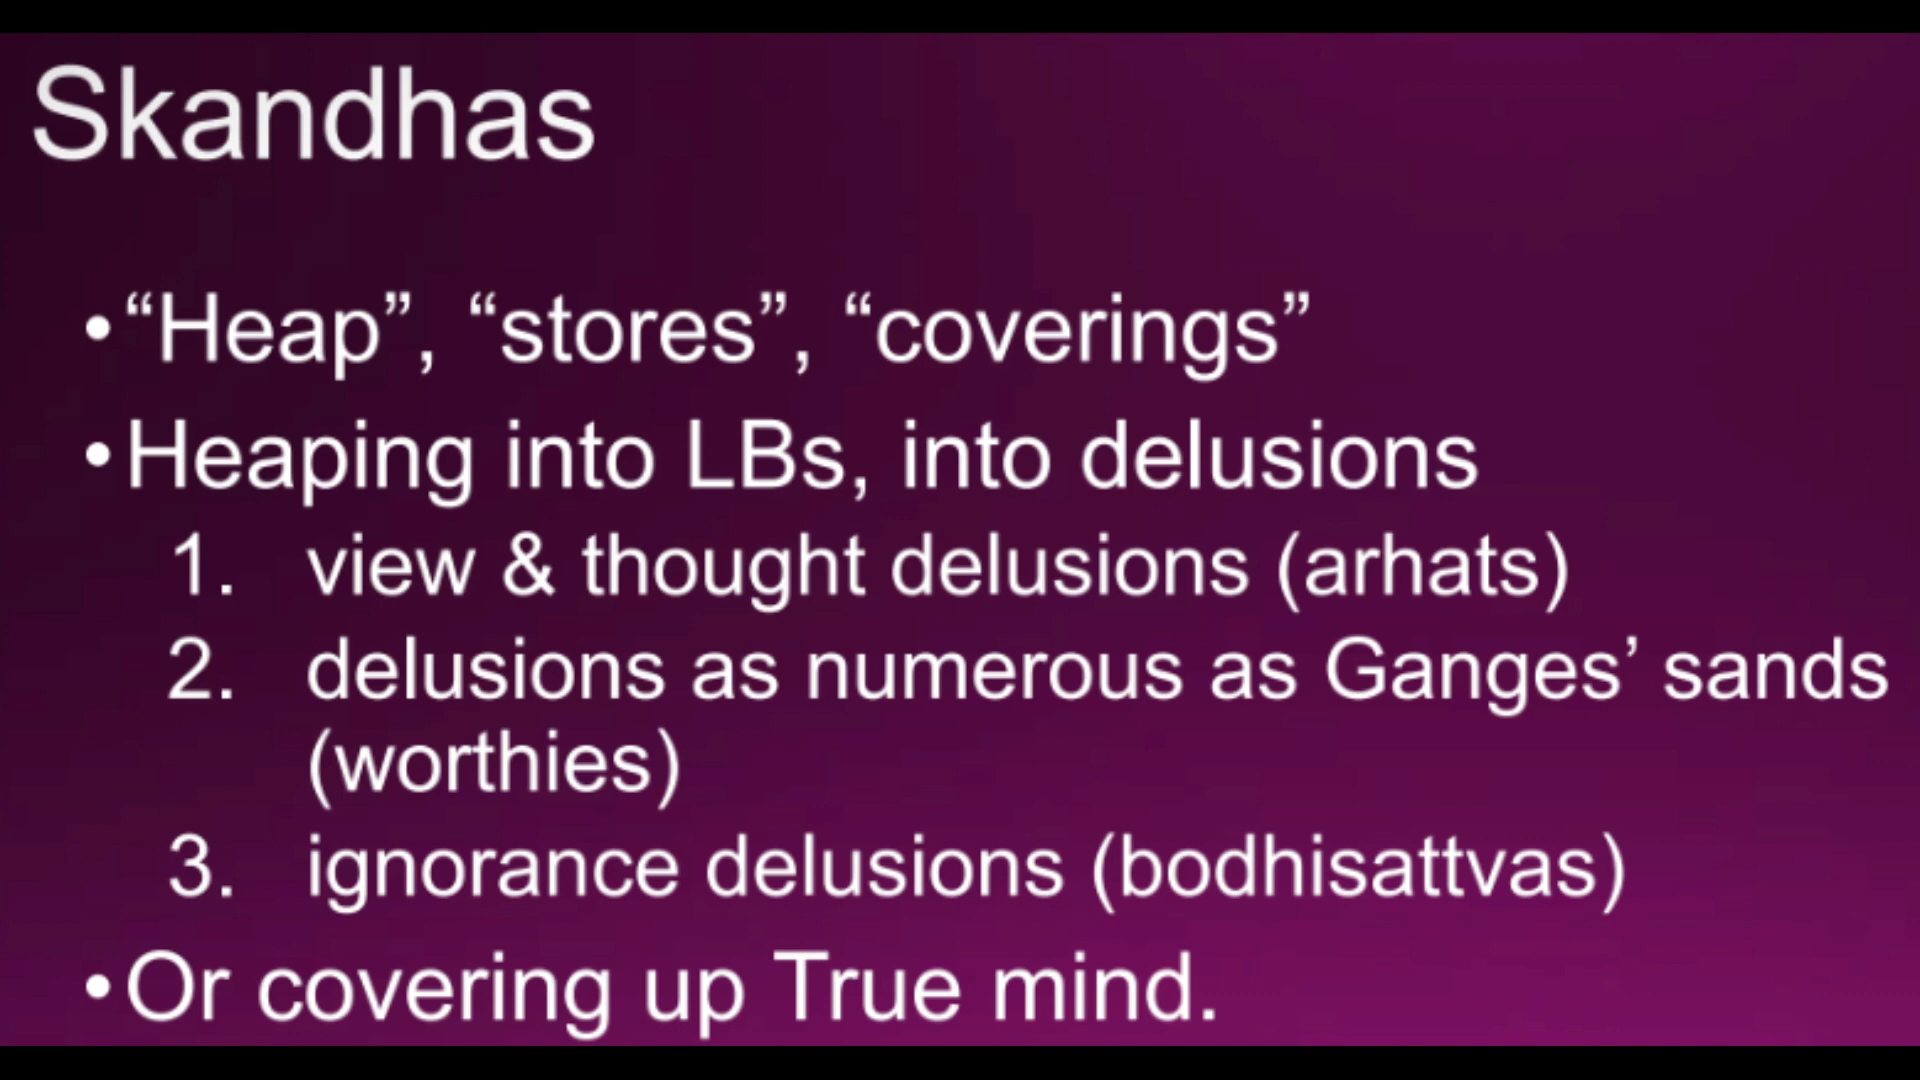 Skandhas
•“Heap”, “stores”, “coverings”
•Heaping into LBs, into delusions
1. view & thought delusions (arhats)
2. delusions as numerous as Ganges’ sands
(worthies)
3. ignorance delusions (bodhisattvas)
•Or covering up True mind.